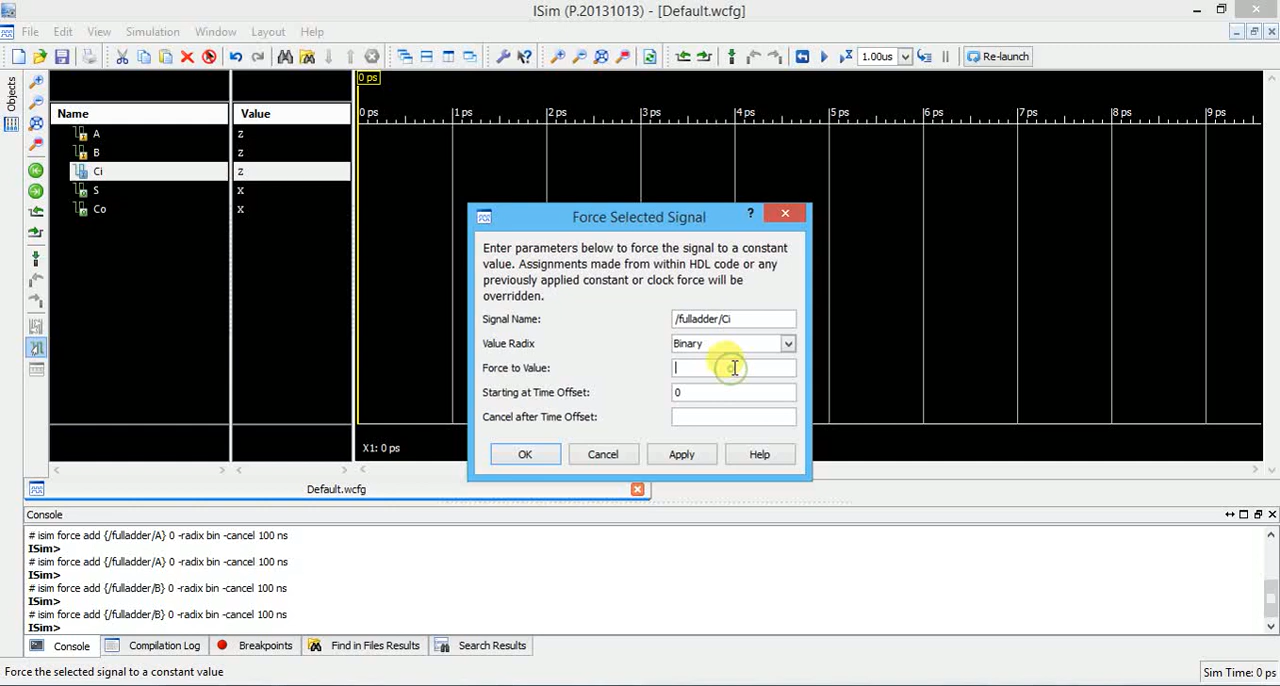 ISim (P.20131013) - [Default.wcfg]
File Edit View Simulation Window Layout Help
1.00us
Re-launch
Objects
0 ps
Name Value
0 ps 1 ps 2 ps 3 ps 4 ps 5 ps 6 ps 7 ps 8 ps 9 ps
A z
B z
Ci z
S x
Co x
Force Selected Signal ?
Enter parameters below to force the signal to a constant
value. Assignments made from within HDL code or any
previously applied constant or clock force will be
overridden.
Signal Name: /fulladder/Ci
Value Radix Binary
Force to Value:
Starting at Time Offset: 0
Cancel after Time Offset:
OK Cancel Apply Help
X1: 0 ps
Default.wcfg
Console
# isim force add {/fulladder/A} 0 -radix bin -cancel 100 ns
ISim>
# isim force add {/fulladder/A} 0 -radix bin -cancel 100 ns
ISim>
# isim force add {/fulladder/B} 0 -radix bin -cancel 100 ns
ISim>
# isim force add {/fulladder/B} 0 -radix bin -cancel 100 ns
ISim>
Console Compilation Log Breakpoints Find in Files Results Search Results
Force the selected signal to a constant value
Sim Time: 0 ps